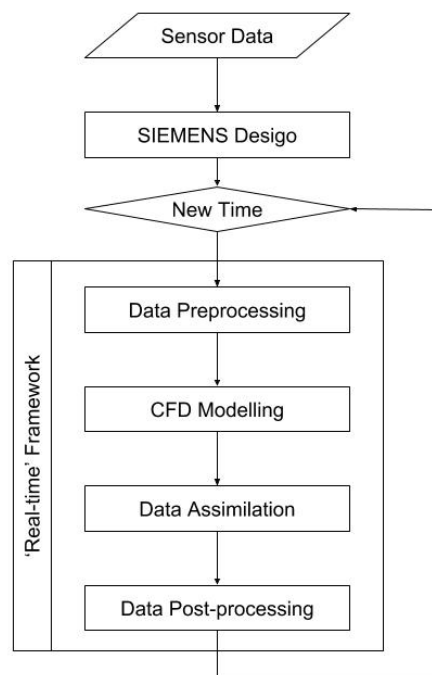 Sensor Data
SIEMENS Desigo
New Time
'Real-time' Framework
Data Preprocessing
CFD Modelling
Data Assimilation
Data Post-processing